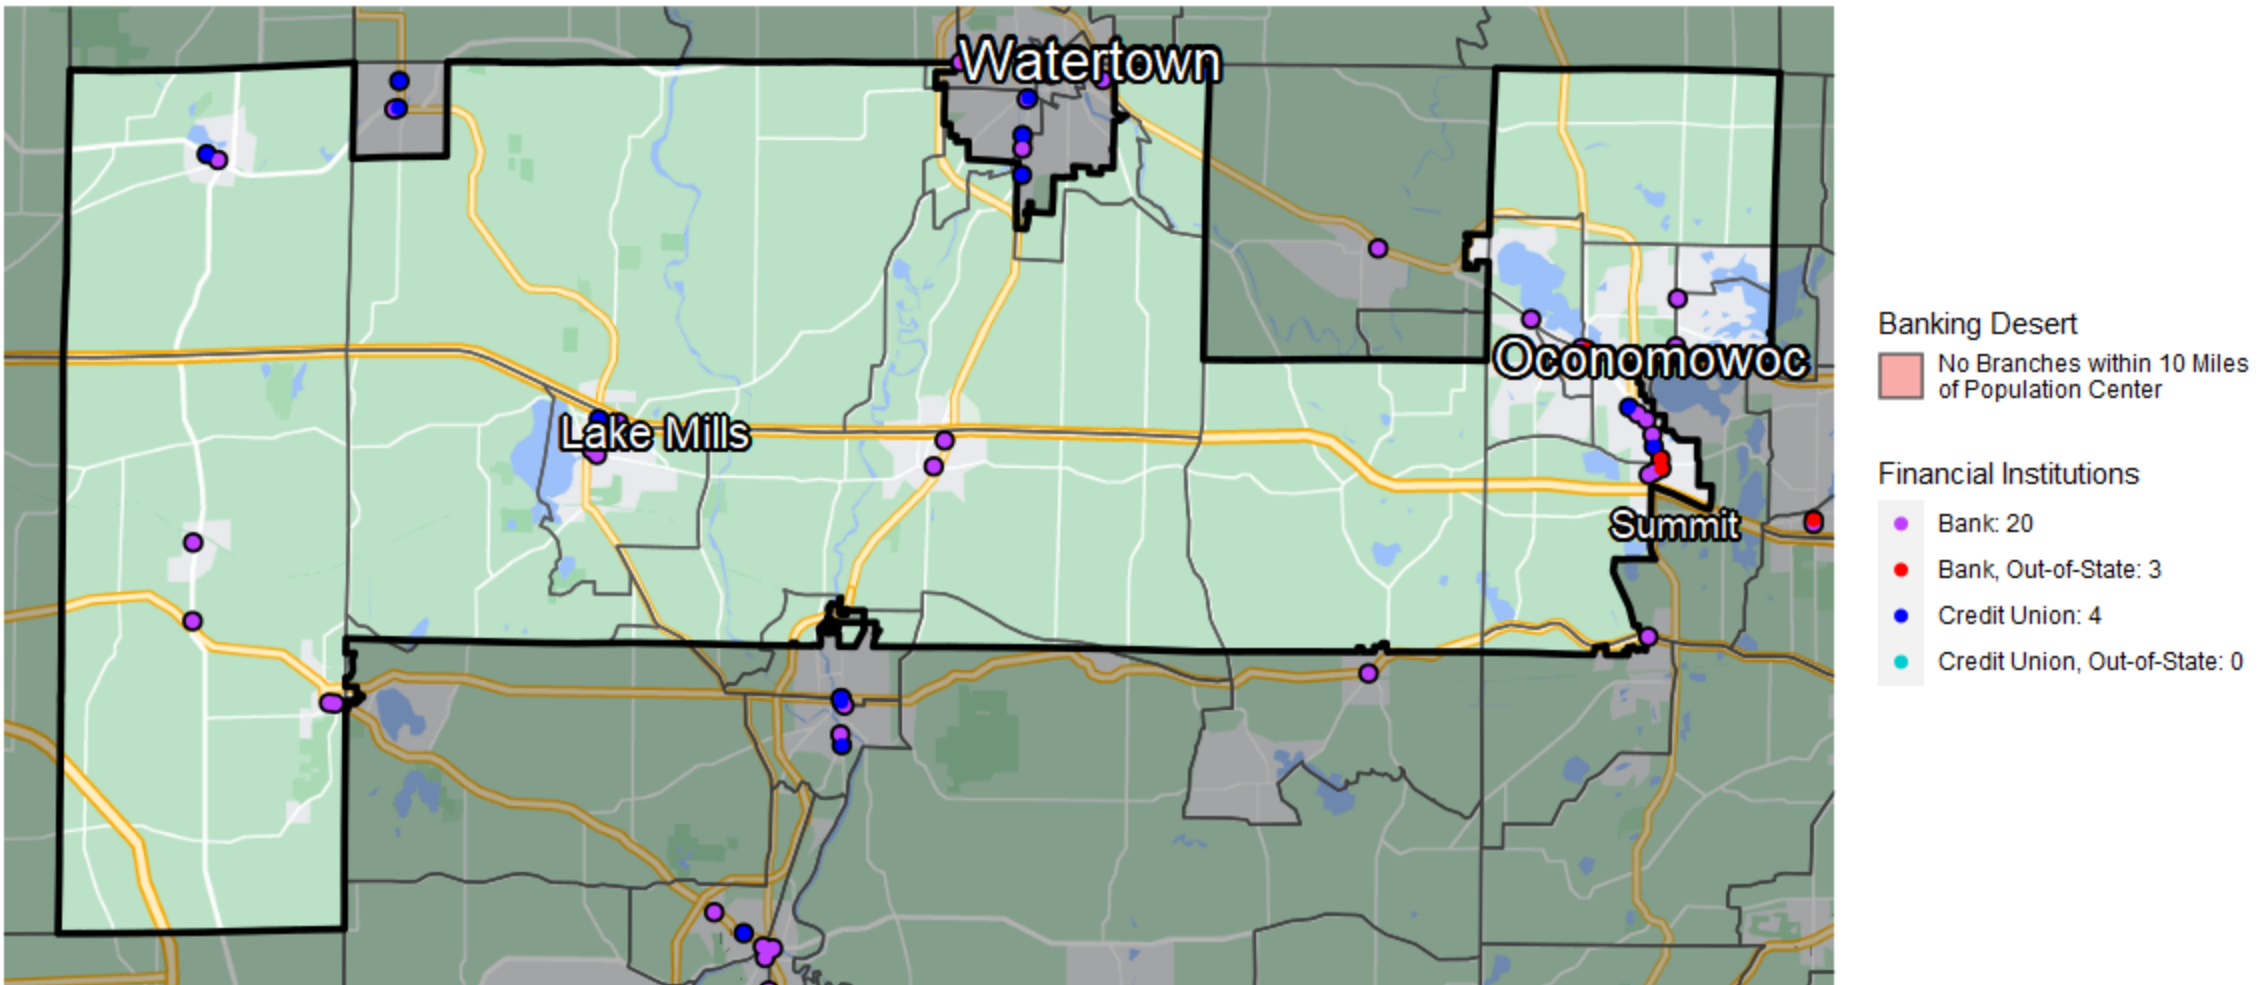 Watertown
Oconomowoc
Lake Mills
Summit
Banking Desert
No Branches within 10 Miles
of Population Center
Financial Institutions
Bank: 20
Bank, Out-of-State: 3
Credit Union: 4
Credit Union, Out-of-State: 0